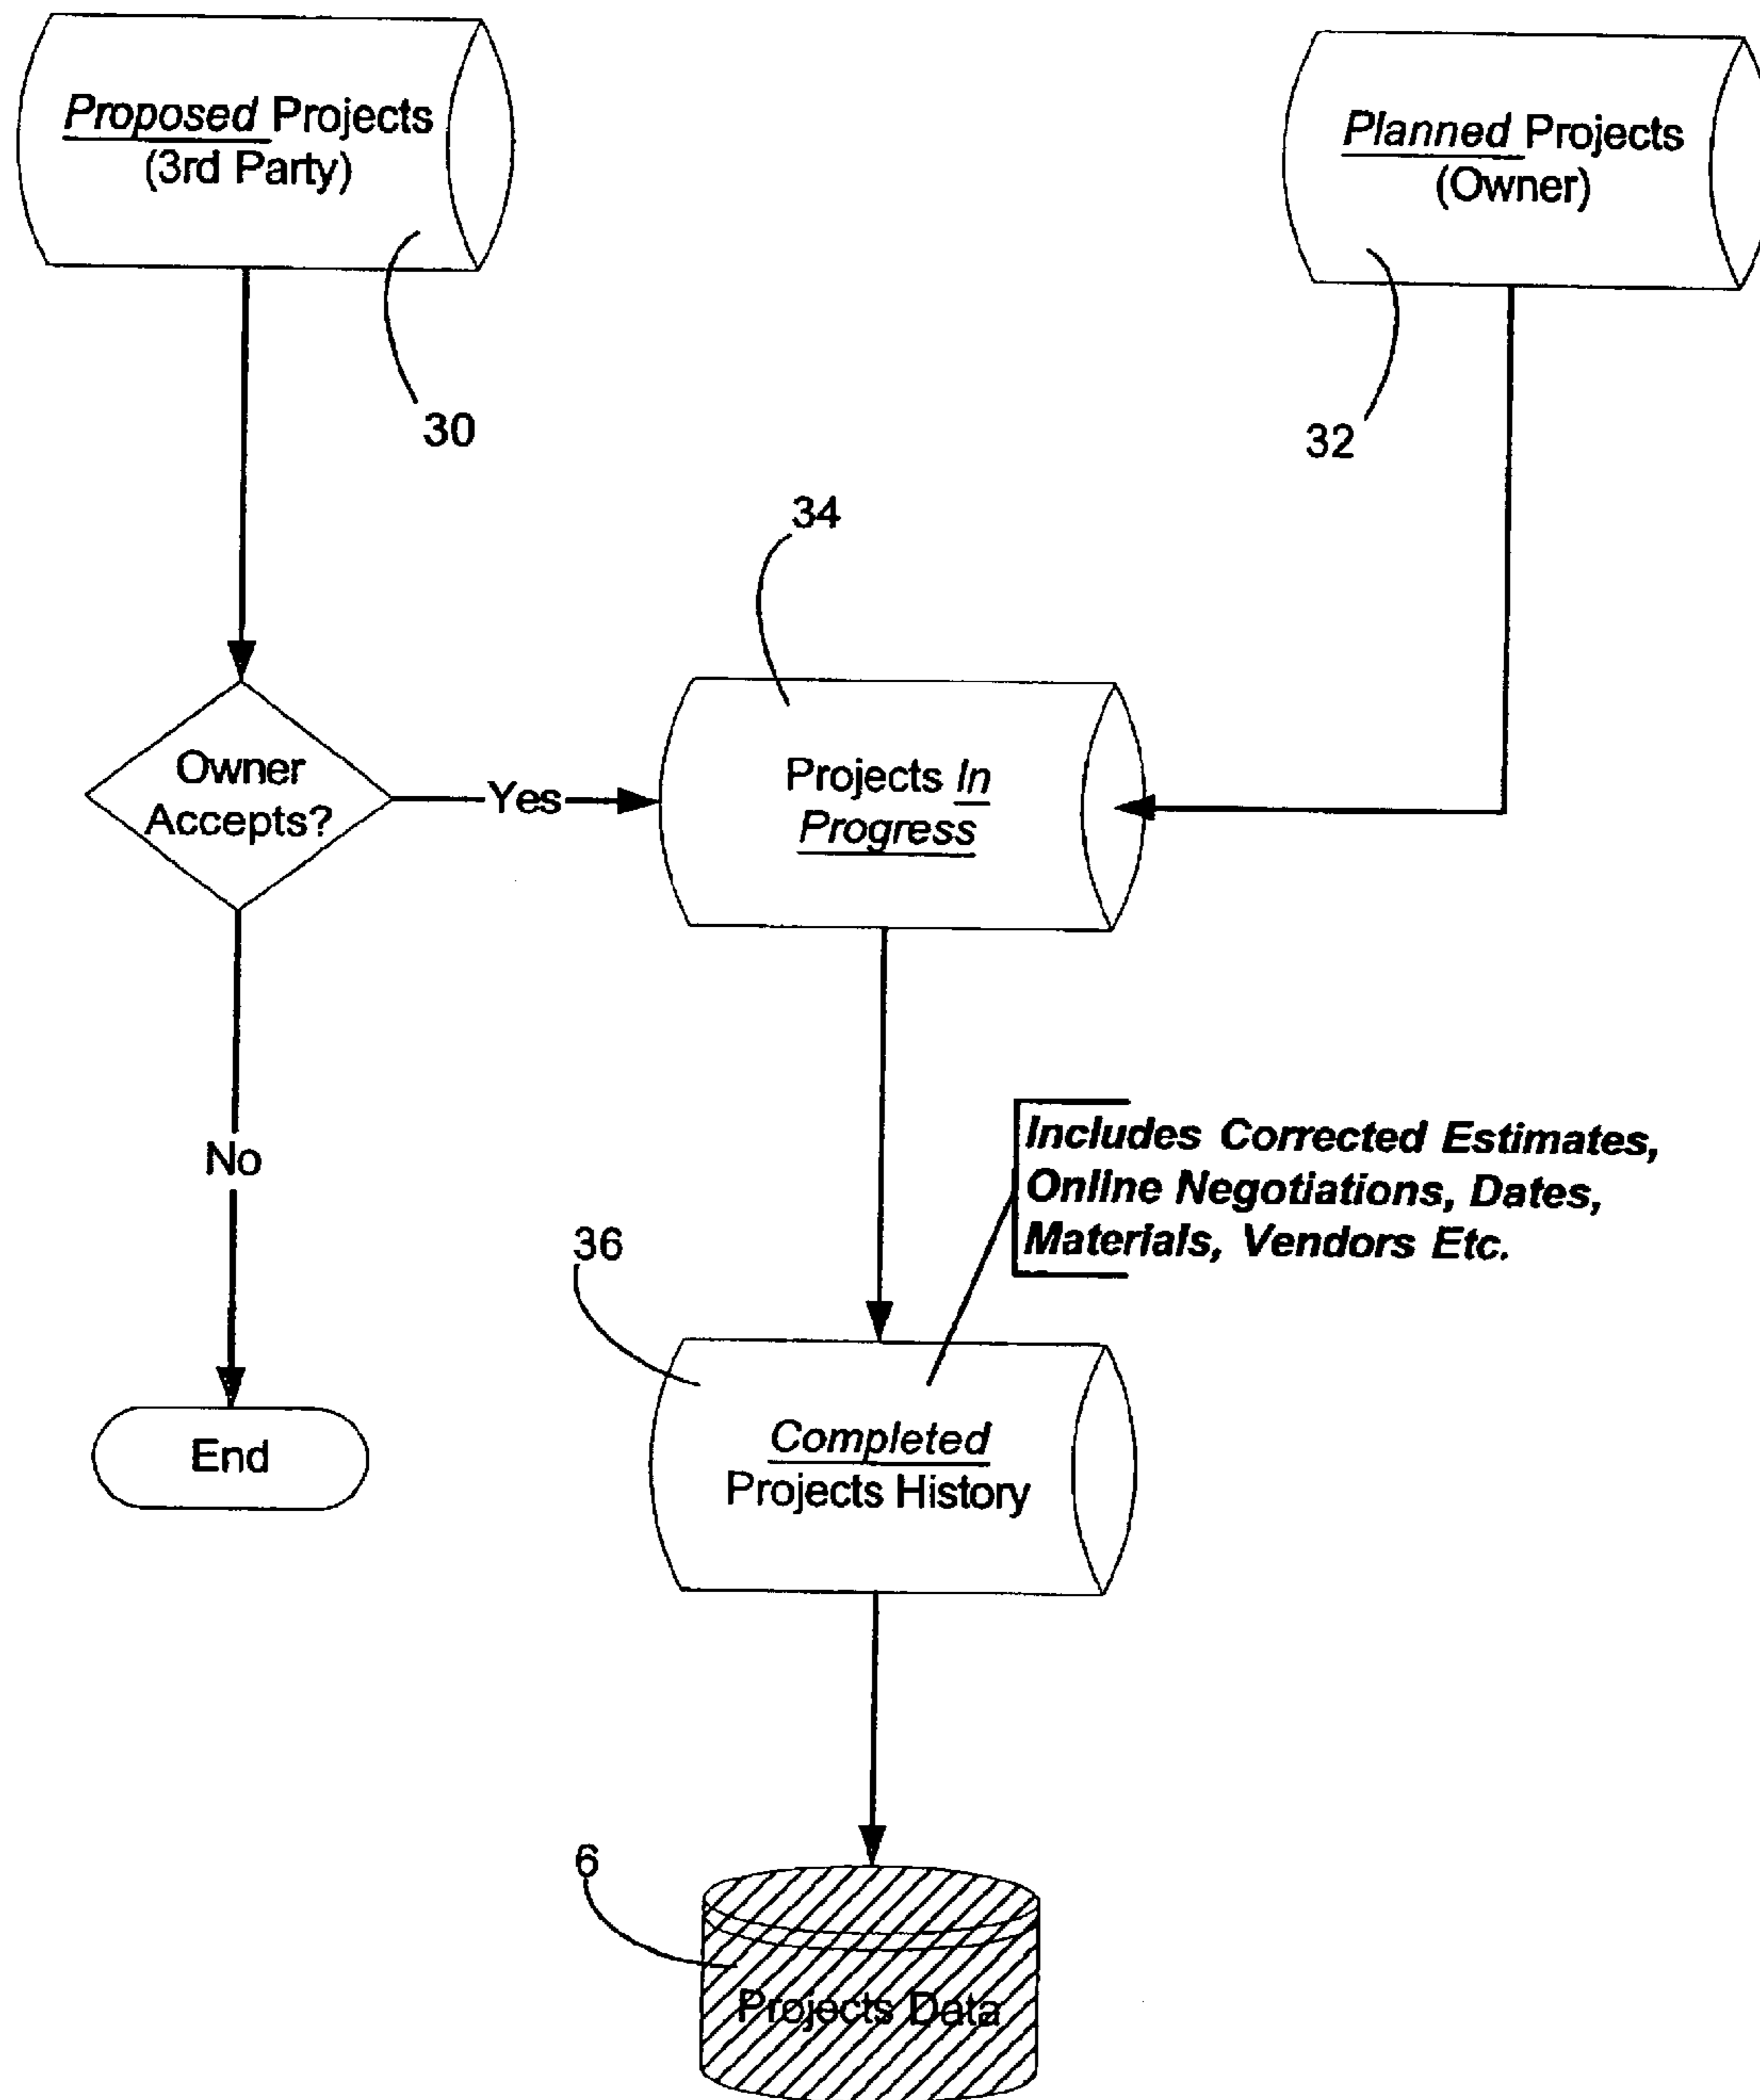 Proposed Projects
(3rd Party)
30
Planned Projects
(Owner)
32
34
Owner
Accepts?
Yes
Projects In
Progress
No
End
Includes Corrected Estimates,
Online Negotiations, Dates,
Materials, Vendors Etc.
36
Completed
Projects History
6
Projects Data